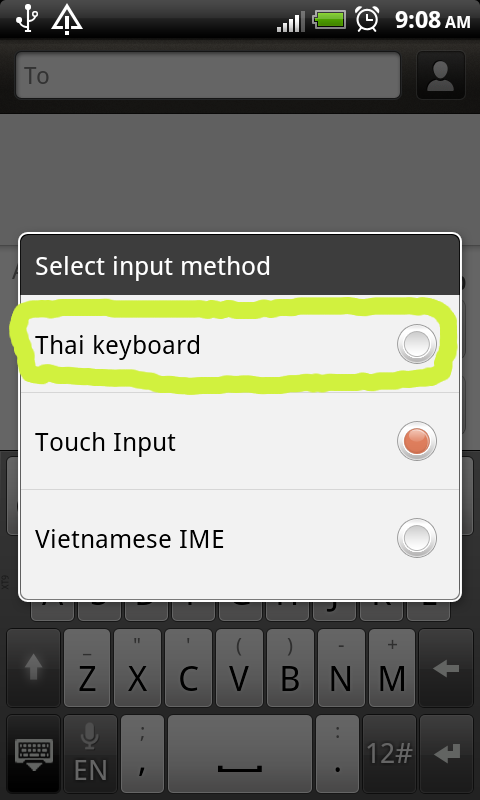 9:08 AM
To
Select input method
Thai keyboard
Touch Input
Vietnamese IME
_ " ' ( ) - +
Z X C V B N M
; :
EN , . 12#